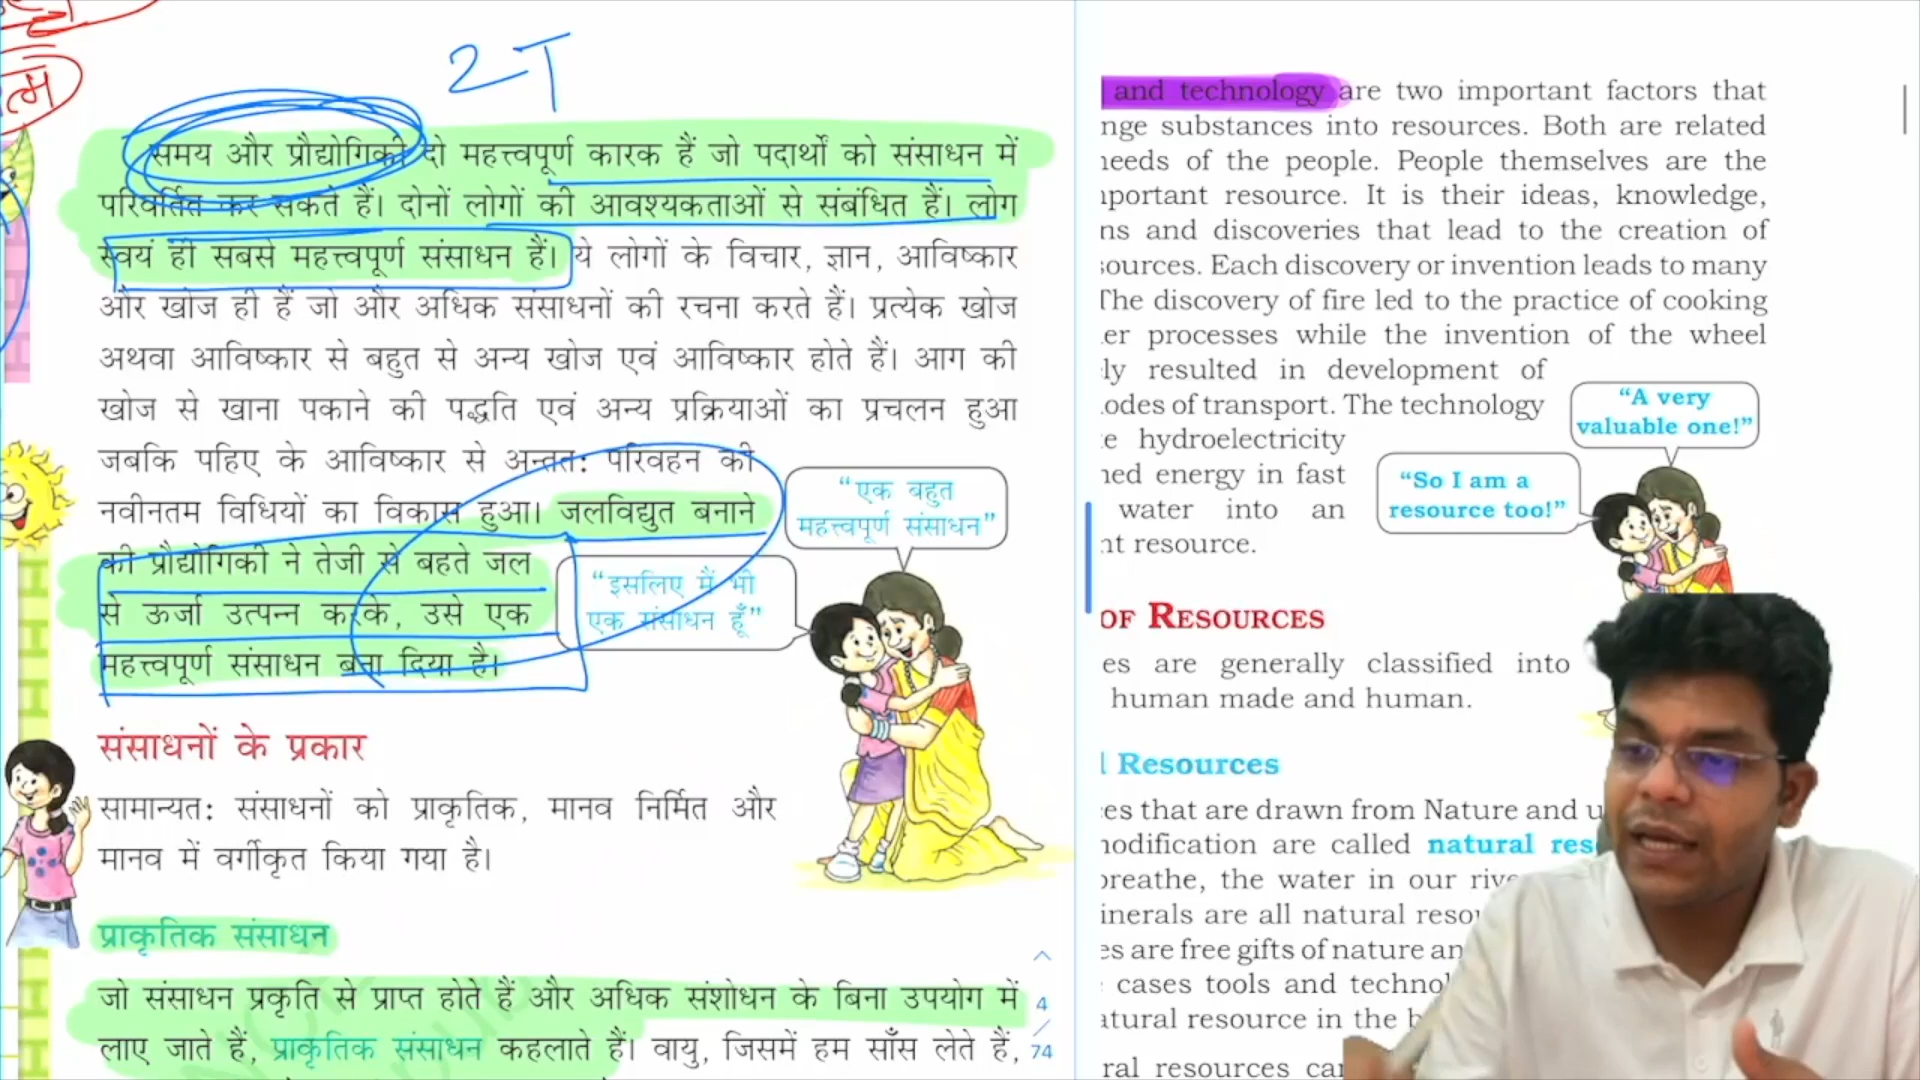 त्म
2T
समय और प्रौद्योगिकी दो महत्त्वपूर्ण कारक हैं जो पदार्थों को संसाधन में
परिवर्तित कर सकते हैं। दोनों लोगों की आवश्यकताओं से संबंधित हैं। लोग
स्वयं ही सबसे महत्त्वपूर्ण संसाधन हैं। ये लोगों के विचार, ज्ञान, आविष्कार
और खोज ही हैं जो और अधिक संसाधनों की रचना करते हैं। प्रत्येक खोज
अथवा आविष्कार से बहुत से अन्य खोज एवं आविष्कार होते हैं। आग की
खोज से खाना पकाने की पद्धति एवं अन्य प्रक्रियाओं का प्रचलन हुआ
जबकि पहिए के आविष्कार से अन्ततः परिवहन की
नवीनतम विधियों का विकास हुआ। जलविद्युत बनाने
की प्रौद्योगिकी ने तेजी से बहते जल
से ऊर्जा उत्पन्न करके, उसे एक
महत्त्वपूर्ण संसाधन बना दिया है।
“एक बहुत
महत्त्वपूर्ण संसाधन”
“इसलिए मैं भी
एक संसाधन हूँ”
संसाधनों के प्रकार
सामान्यतः संसाधनों को प्राकृतिक, मानव निर्मित और
मानव में वर्गीकृत किया गया है।
प्राकृतिक संसाधन
जो संसाधन प्रकृति से प्राप्त होते हैं और अधिक संशोधन के बिना उपयोग में
लाए जाते हैं, प्राकृतिक संसाधन कहलाते हैं। वायु, जिसमें हम साँस लेते हैं,
4
74
and technology are two important factors that
nge substances into resources. Both are related
needs of the people. People themselves are the
portant resource. It is their ideas, knowledge,
ns and discoveries that lead to the creation of
sources. Each discovery or invention leads to many
The discovery of fire led to the practice of cooking
er processes while the invention of the wheel
ly resulted in development of
odes of transport. The technology
e hydroelectricity
ned energy in fast
water into an
nt resource.
“A very
valuable one!”
“So I am a
resource too!”
OF RESOURCES
es are generally classified into
human made and human.
l Resources
ces that are drawn from Nature and u
modification are called natural res
breathe, the water in our rive
inerals are all natural reso
es are free gifts of nature an
cases tools and technol
atural resource in the b
ral resources ca